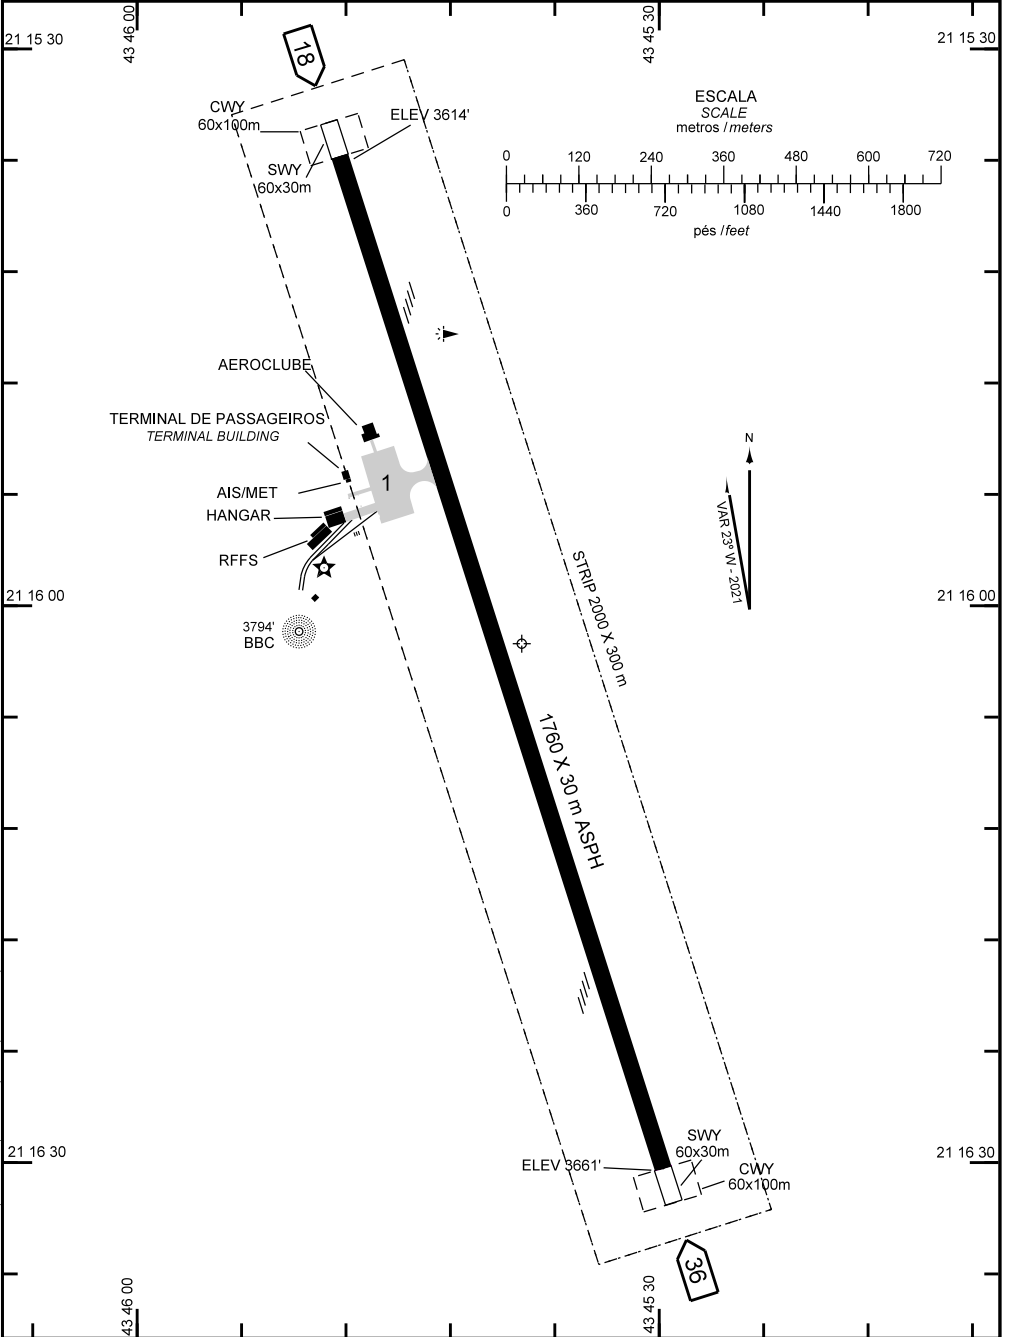 43 46 00
43 45 30
21 15 30
21 15 30
18
CWY
60x100m
ELEV 3614'
SWY
60x30m
ESCALA
SCALE
metros / meters
0 120 240 360 480 600 720
0 360 720 1080 1440 1800
pés / feet
AEROCLUBE
TERMINAL DE PASSAGEIROS
TERMINAL BUILDING
AIS/MET
HANGAR
RFFS
1
N
VAR 23º W - 2021
STRIP 2000 X 300 m
21 16 00
21 16 00
3794'
BBC
1760 X 30 m ASPH
21 16 30
21 16 30
ELEV 3661'
SWY
60x30m
CWY
60x100m
36
43 46 00
43 45 30